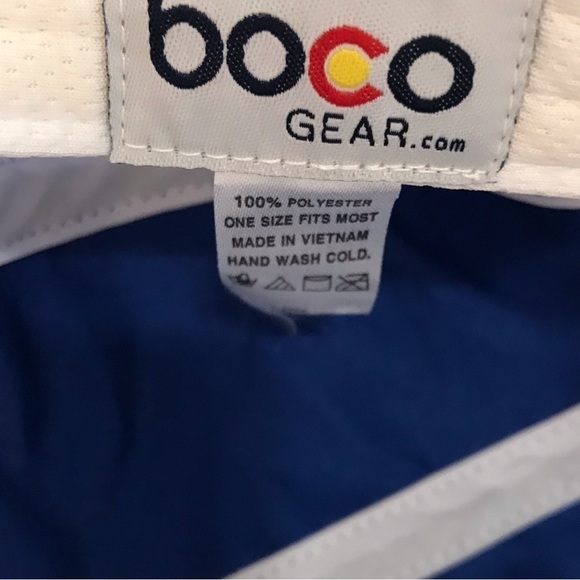 boco
GEAR.com
100% POLYESTER
ONE SIZE FITS MOST
MADE IN VIETNAM
HAND WASH COLD.